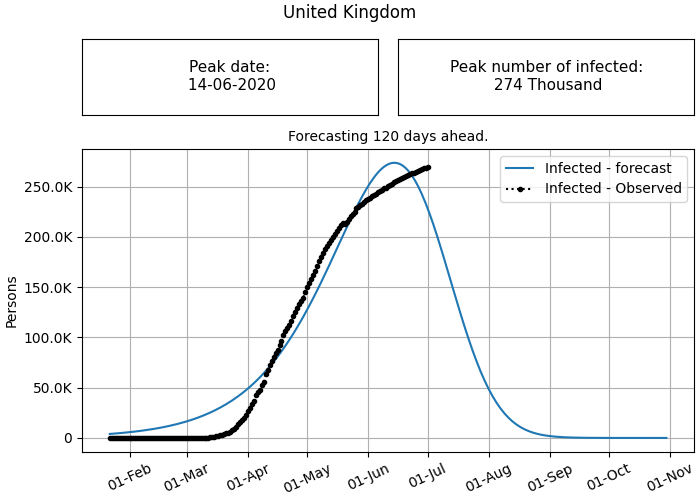 United Kingdom
Peak date:
14-06-2020
Peak number of infected:
274 Thousand
Forecasting 120 days ahead.
Infected - forecast
Infected - Observed
Persons
250.0K
200.0K
150.0K
100.0K
50.0K
0
01-Feb
01-Mar
01-Apr
01-May
01-Jun
01-Jul
01-Aug
01-Sep
01-Oct
01-Nov